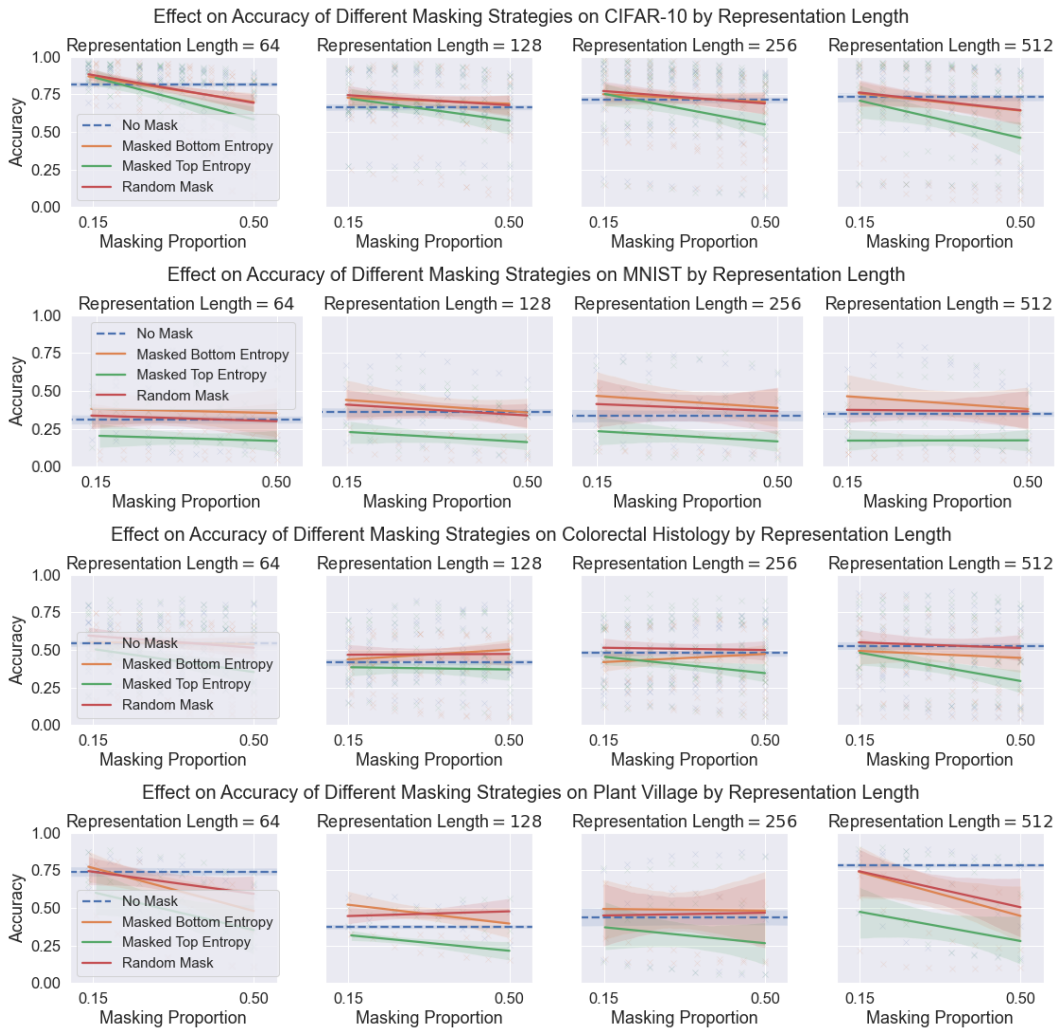 Effect on Accuracy of Different Masking Strategies on CIFAR-10 by Representation Length
Representation Length = 64
Representation Length = 128
Representation Length = 256
Representation Length = 512
1.00
0.75
0.50
0.25
0.00
Accuracy
No Mask
Masked Bottom Entropy
Masked Top Entropy
Random Mask
0.15 0.50
0.15 0.50
0.15 0.50
0.15 0.50
Masking Proportion
Masking Proportion
Masking Proportion
Masking Proportion
Effect on Accuracy of Different Masking Strategies on MNIST by Representation Length
Representation Length = 64
Representation Length = 128
Representation Length = 256
Representation Length = 512
1.00
0.75
0.50
0.25
0.00
Accuracy
No Mask
Masked Bottom Entropy
Masked Top Entropy
Random Mask
0.15 0.50
0.15 0.50
0.15 0.50
0.15 0.50
Masking Proportion
Masking Proportion
Masking Proportion
Masking Proportion
Effect on Accuracy of Different Masking Strategies on Colorectal Histology by Representation Length
Representation Length = 64
Representation Length = 128
Representation Length = 256
Representation Length = 512
1.00
0.75
0.50
0.25
0.00
Accuracy
No Mask
Masked Bottom Entropy
Masked Top Entropy
Random Mask
0.15 0.50
0.15 0.50
0.15 0.50
0.15 0.50
Masking Proportion
Masking Proportion
Masking Proportion
Masking Proportion
Effect on Accuracy of Different Masking Strategies on Plant Village by Representation Length
Representation Length = 64
Representation Length = 128
Representation Length = 256
Representation Length = 512
1.00
0.75
0.50
0.25
0.00
Accuracy
No Mask
Masked Bottom Entropy
Masked Top Entropy
Random Mask
0.15 0.50
0.15 0.50
0.15 0.50
0.15 0.50
Masking Proportion
Masking Proportion
Masking Proportion
Masking Proportion